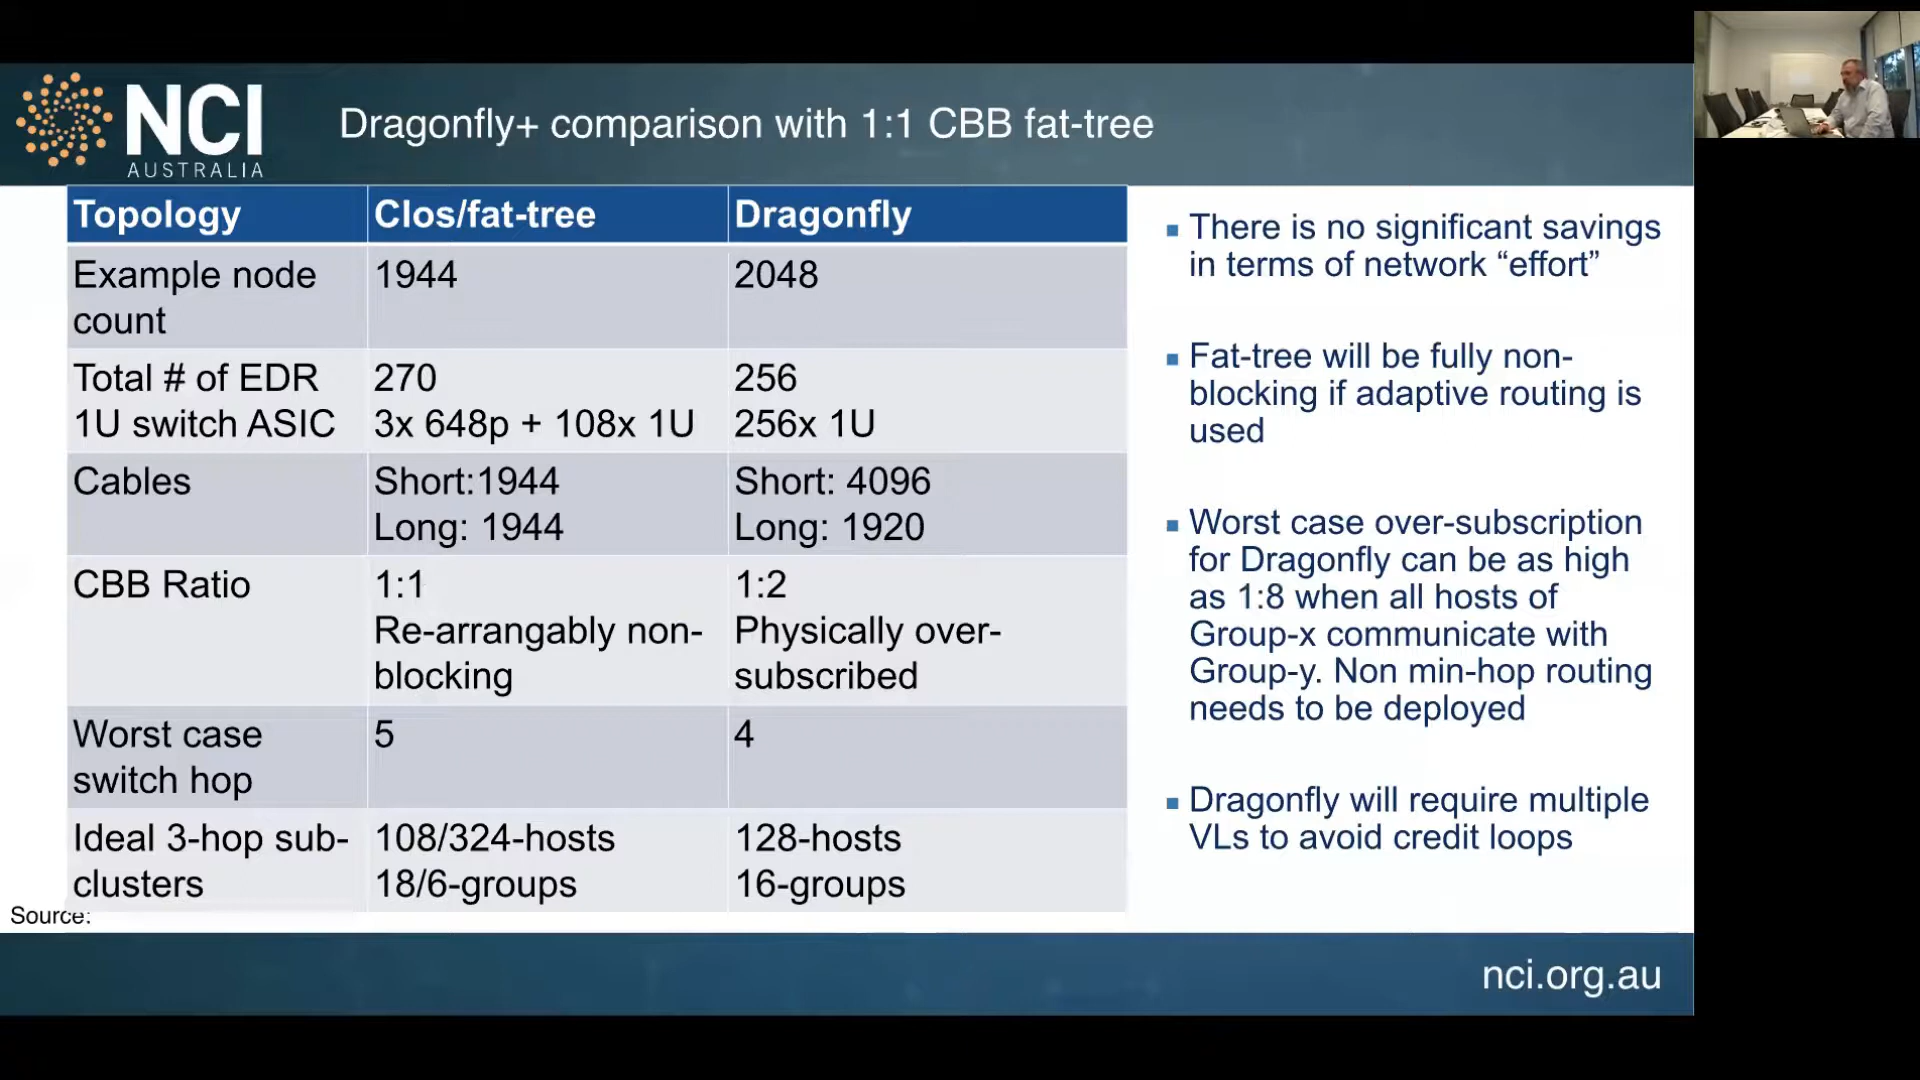 NCI
AUSTRALIA
Dragonfly+ comparison with 1:1 CBB fat-tree
Topology
Clos/fat-tree
Dragonfly
Example node
count
1944
2048
Total # of EDR
1U switch ASIC
270
3x 648p + 108x 1U
256
256x 1U
Cables
Short:1944
Long: 1944
Short: 4096
Long: 1920
CBB Ratio
1:1
Re-arrangably non-
blocking
1:2
Physically over-
subscribed
Worst case
switch hop
5
4
Ideal 3-hop sub-
clusters
108/324-hosts
18/6-groups
128-hosts
16-groups
▪ There is no significant savings
in terms of network “effort”
▪ Fat-tree will be fully non-
blocking if adaptive routing is
used
▪ Worst case over-subscription
for Dragonfly can be as high
as 1:8 when all hosts of
Group-x communicate with
Group-y. Non min-hop routing
needs to be deployed
▪ Dragonfly will require multiple
VLs to avoid credit loops
Source:
nci.org.au